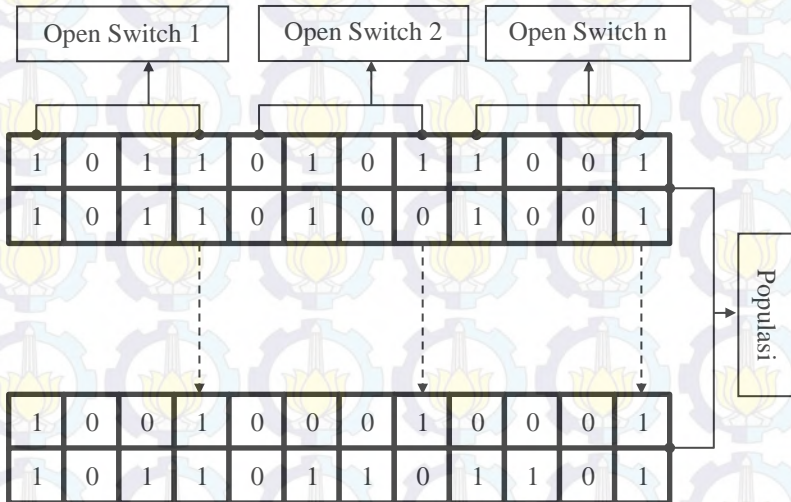 Open Switch 1 Open Switch 2 Open Switch n
1 0 1 1 0 1 0 1 1 0 0 1
1 0 1 1 0 1 0 0 1 0 0 1
Populasi
1 0 0 1 0 0 0 1 0 0 0 1
1 0 1 1 0 1 1 0 1 1 0 1